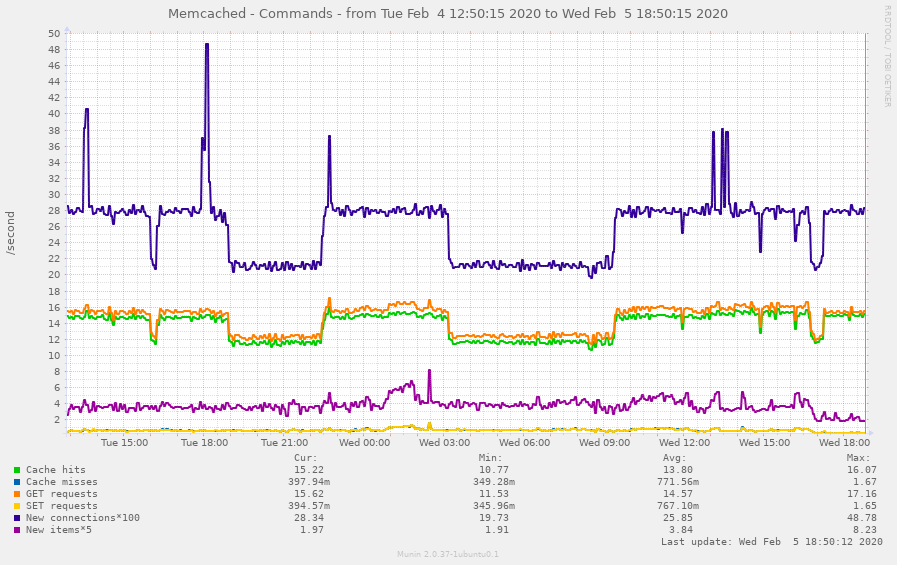 Memcached - Commands - from Tue Feb  4 12:50:15 2020 to Wed Feb  5 18:50:15 2020
RRDTOOL / TOBI OETIKER
50
48
46
44
42
40
38
36
34
32
30
28
26
24
22
20
18
16
14
12
10
8
6
4
2
/second
Tue 15:00 Tue 18:00 Tue 21:00 Wed 00:00 Wed 03:00 Wed 06:00 Wed 09:00 Wed 12:00 Wed 15:00 Wed 18:00
Cur: Min: Avg: Max:
Cache hits 15.22 10.77 13.80 16.07
Cache misses 397.94m 349.28m 771.56m 1.67
GET requests 15.62 11.53 14.57 17.16
SET requests 394.57m 345.96m 767.10m 1.65
New connections*100 28.34 19.73 25.85 48.78
New items*5 1.97 1.91 3.84 8.23
Last update: Wed Feb  5 18:50:12 2020
Munin 2.0.37-1ubuntu0.1